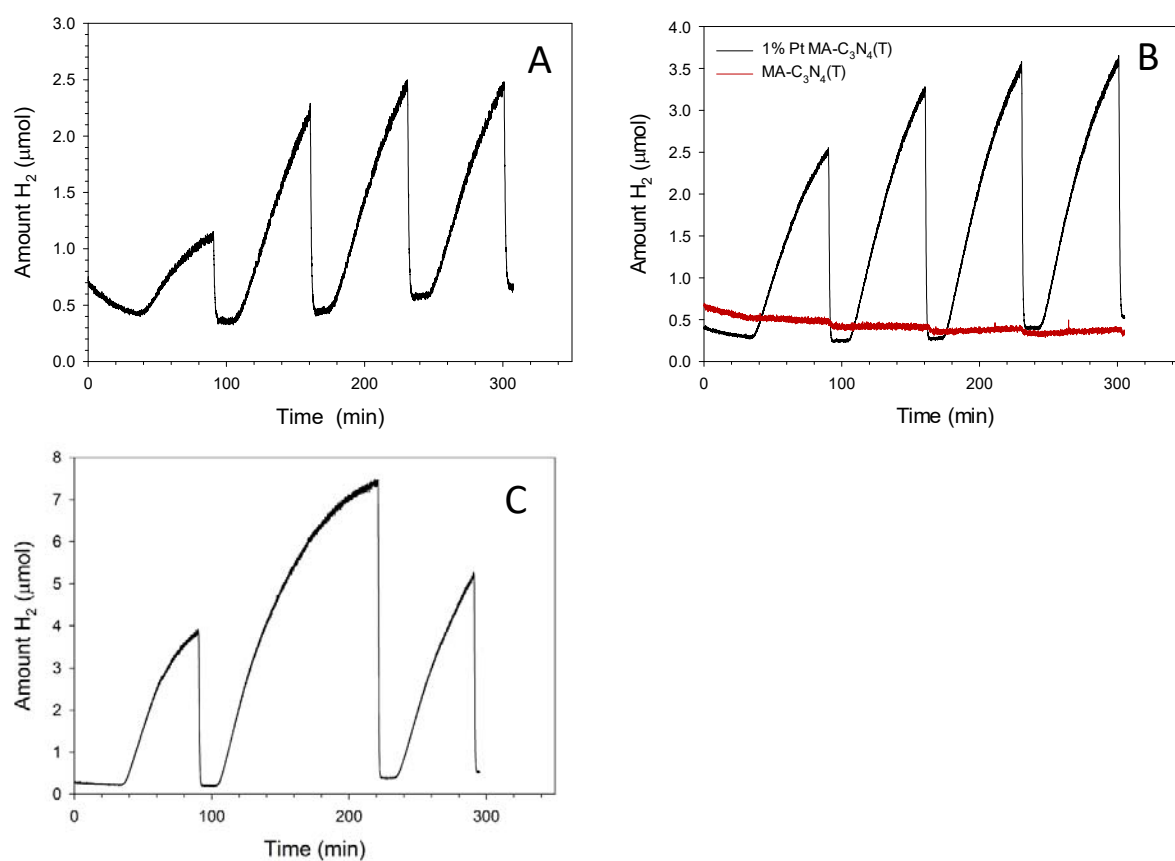 3.0
2.5
2.0
1.5
1.0
0.5
0.0
Amount H₂ (μmol)
A
0 100 200 300
Time (min)
4.0
3.5
3.0
2.5
2.0
1.5
1.0
0.5
0.0
Amount H₂ (μmol)
1% Pt MA-C₃N₄(T)
MA-C₃N₄(T)
B
0 100 200 300
Time (min)
8
7
6
5
4
3
2
1
0
Amount H₂ (μmol)
C
0 100 200 300
Time (min)